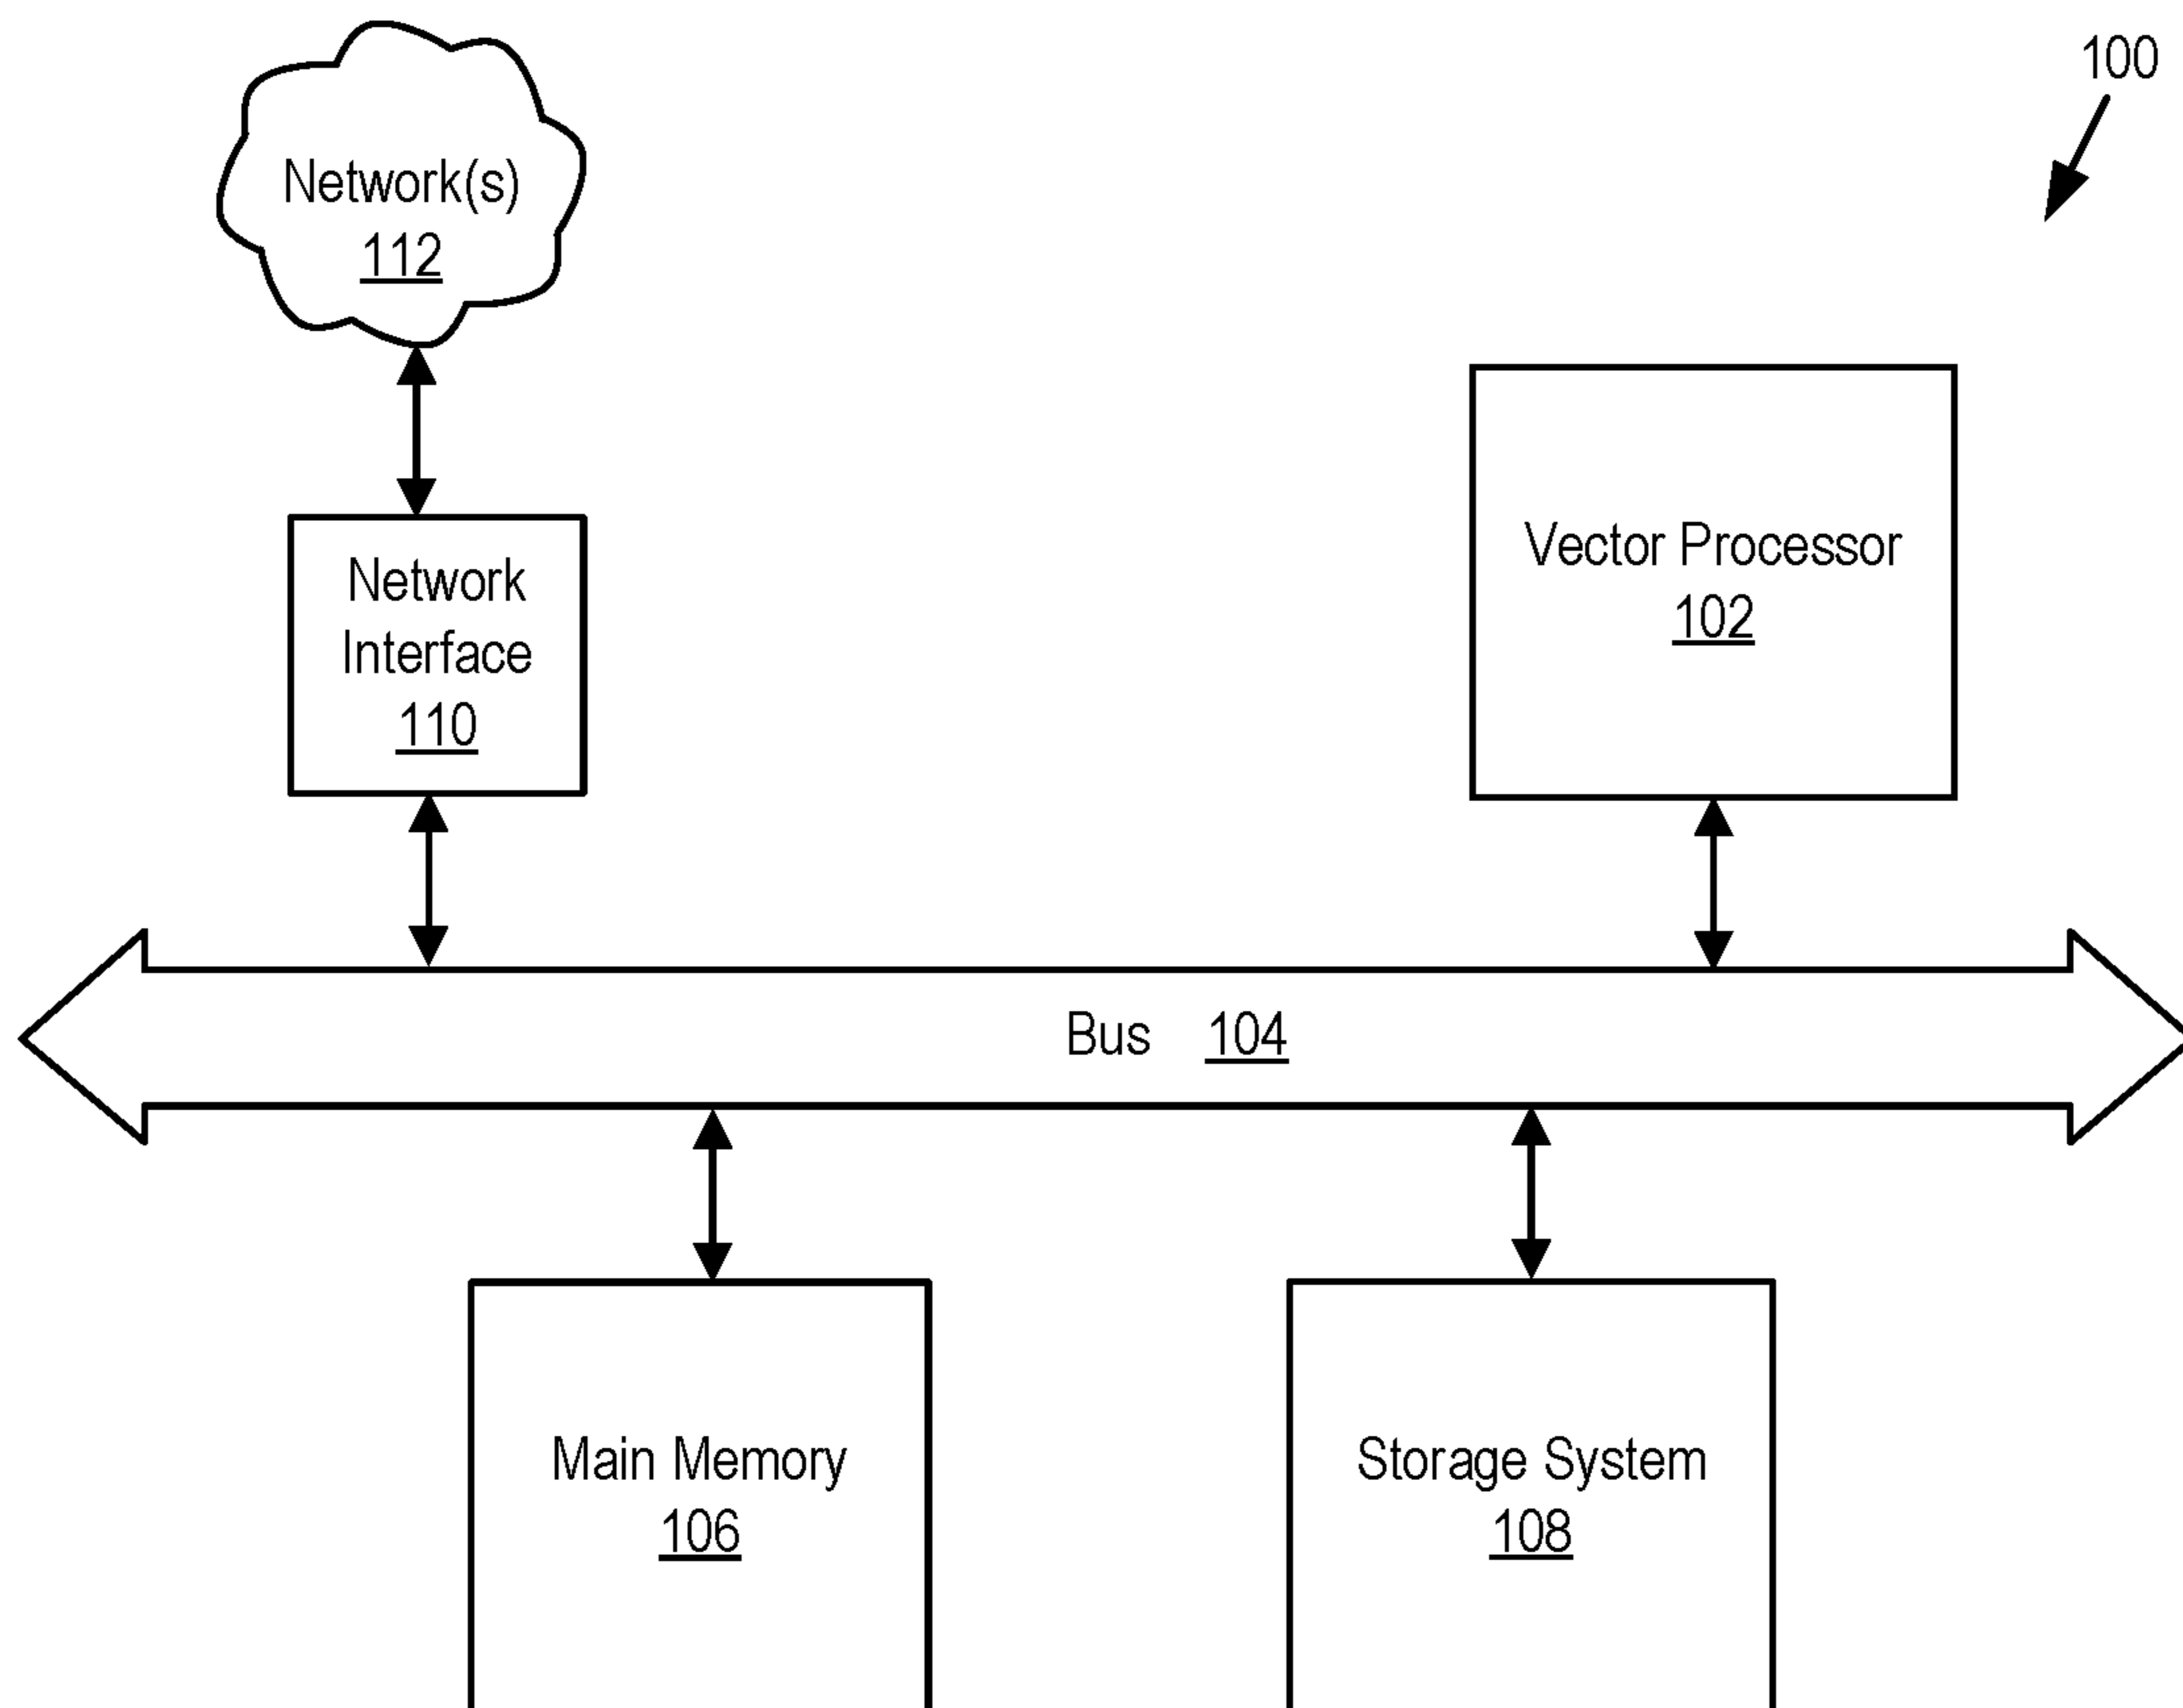 100
Network(s)
112
Vector Processor
102
Network
Interface
110
Bus 104
Main Memory
106
Storage System
108